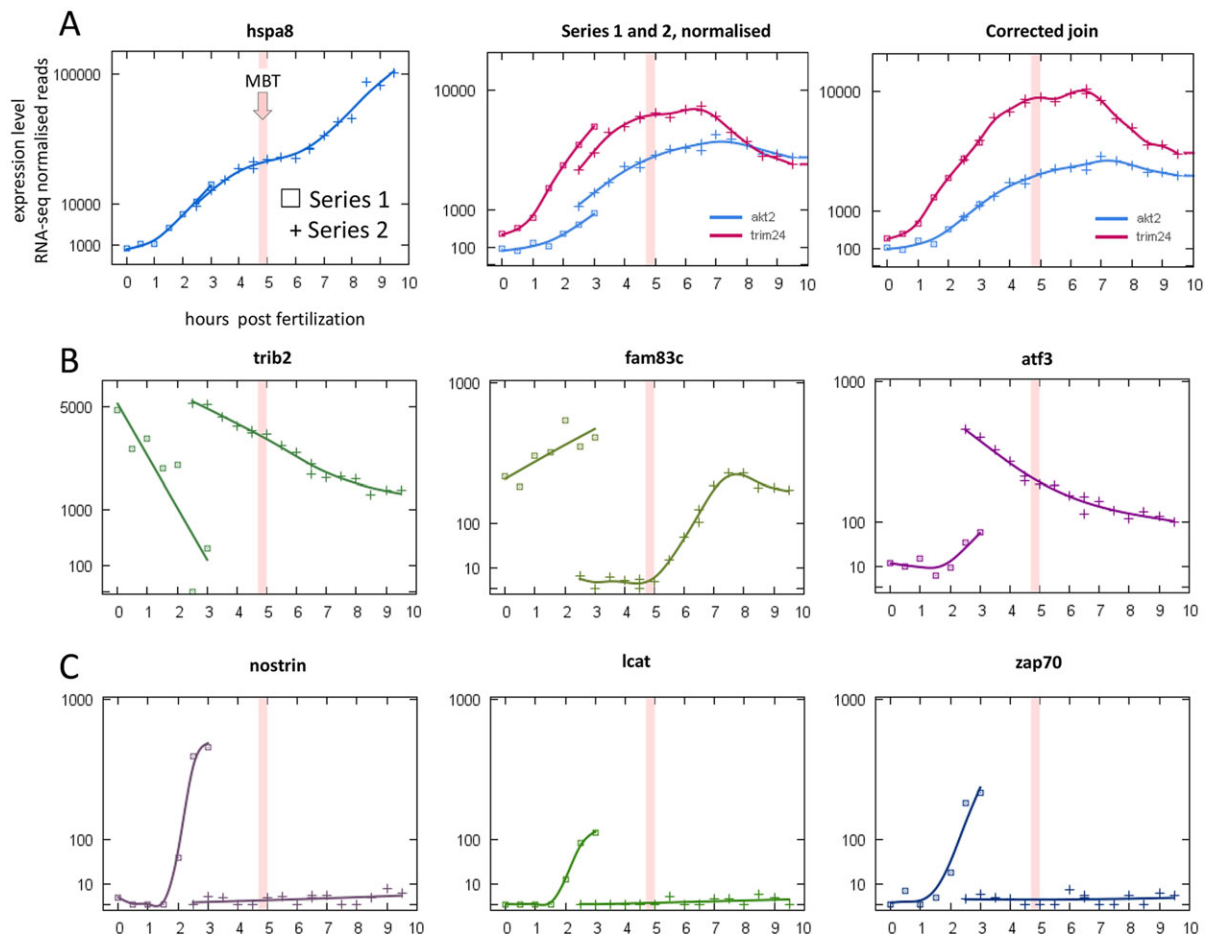 A
hspa8
Series 1 and 2, normalised
Corrected join
expression level
RNA-seq normalised reads
100000
10000
1000
MBT
□ Series 1
+ Series 2
0 1 2 3 4 5 6 7 8 9 10
hours post fertilization
10000
1000
100
akt2
trim24
0 1 2 3 4 5 6 7 8 9 10
10000
1000
100
akt2
trim24
0 1 2 3 4 5 6 7 8 9 10
B
trib2
fam83c
atf3
5000
1000
100
0 1 2 3 4 5 6 7 8 9 10
1000
100
10
0 1 2 3 4 5 6 7 8 9 10
1000
100
10
0 1 2 3 4 5 6 7 8 9 10
C
nostrin
lcat
zap70
1000
100
10
0 1 2 3 4 5 6 7 8 9 10
1000
100
10
0 1 2 3 4 5 6 7 8 9 10
1000
100
10
0 1 2 3 4 5 6 7 8 9 10